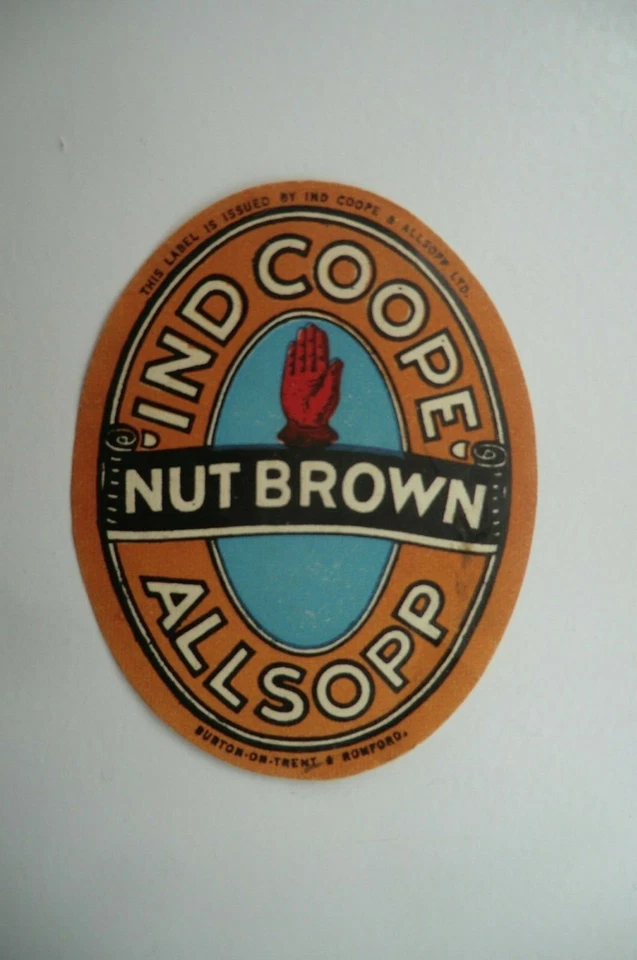 THIS LABEL IS ISSUED BY IND COOPE & ALLSOPP LTD.
IND COOPE
NUT BROWN
ALLSOPP
BURTON-ON-TRENT & ROMFORD.